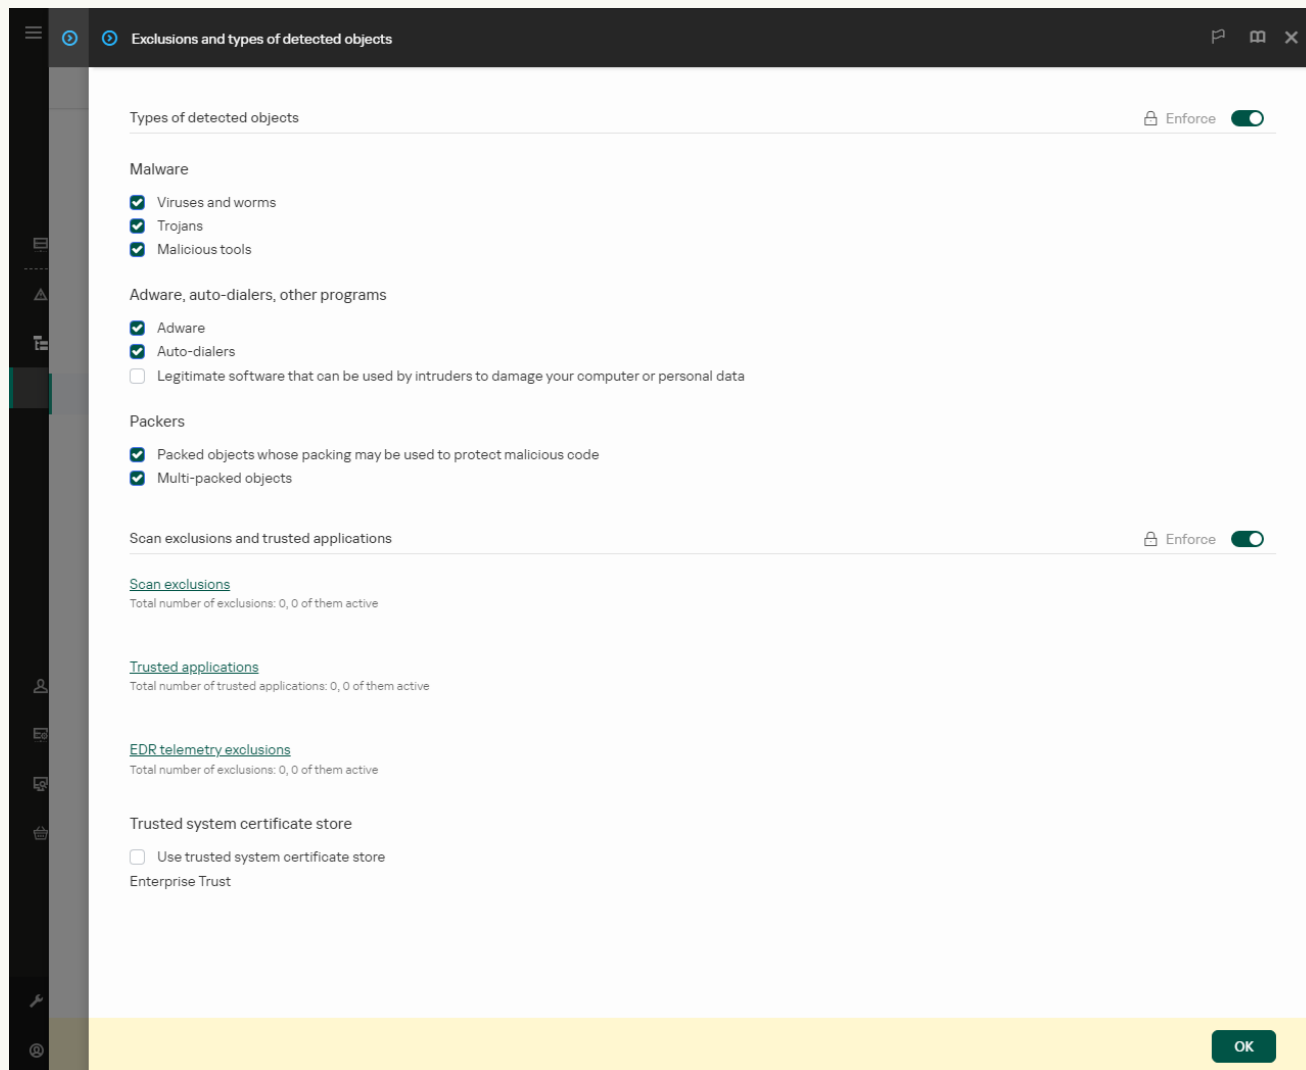 Exclusions and types of detected objects
Types of detected objects
Enforce
Malware
Viruses and worms
Trojans
Malicious tools
Adware, auto-dialers, other programs
Adware
Auto-dialers
Legitimate software that can be used by intruders to damage your computer or personal data
Packers
Packed objects whose packing may be used to protect malicious code
Multi-packed objects
Scan exclusions and trusted applications
Enforce
Scan exclusions
Total number of exclusions: 0, 0 of them active
Trusted applications
Total number of trusted applications: 0, 0 of them active
EDR telemetry exclusions
Total number of exclusions: 0, 0 of them active
Trusted system certificate store
Use trusted system certificate store
Enterprise Trust
OK